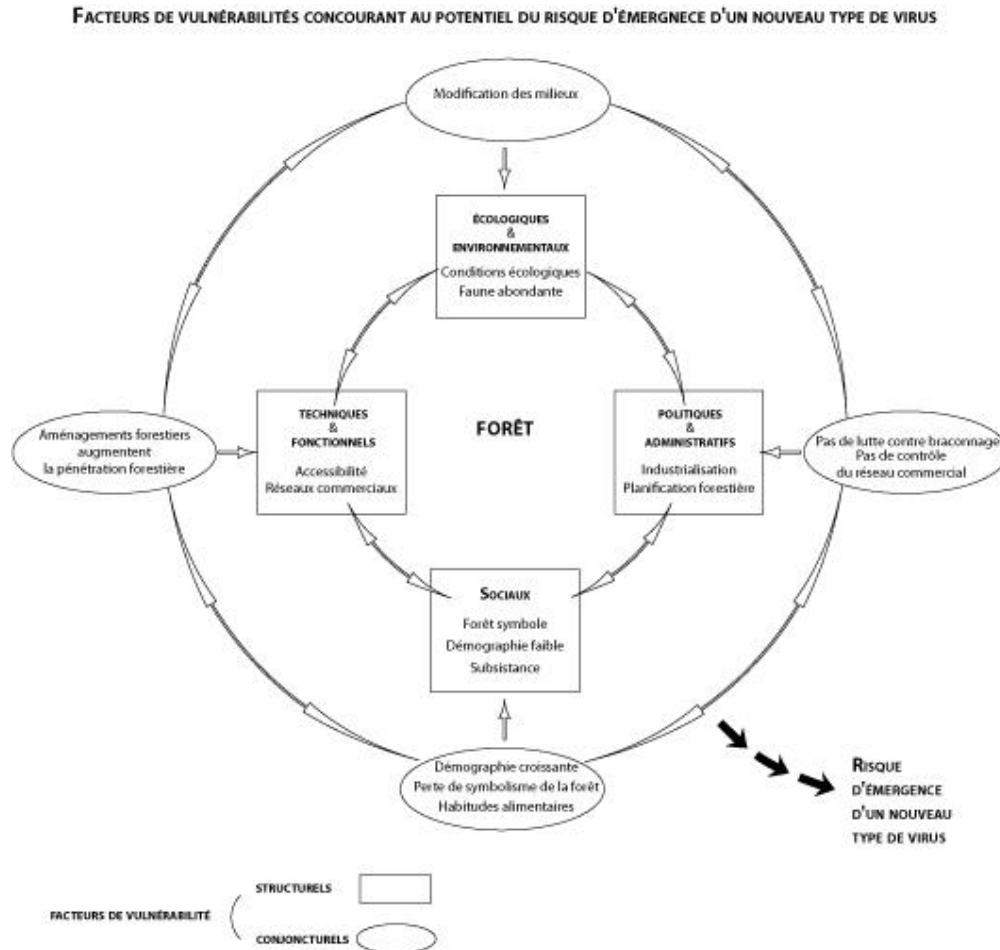 FACTEURS DE VULNÉRABILITÉS CONCOURANT AU POTENTIEL DU RISQUE D'ÉMERGNECE D'UN NOUVEAU TYPE DE VIRUS
Modification des milieux
ÉCOLOGIQUES
&
ENVIRONNEMENTAUX
Conditions écologiques
Faune abondante
Aménagements forestiers
augmentent
la pénétration forestière
TECHNIQUES
&
FONCTIONNELS
Accessibilité
Réseaux commerciaux
FORÊT
POLITIQUES
&
ADMINISTRATIFS
Industrialisation
Planification forestière
Pas de lutte contre braconnage
Pas de contrôle
du réseau commercial
SOCIAUX
Forêt symbole
Démographie faible
Subsistance
Démographie croissante
Perte de symbolisme de la forêt
Habitudes alimentaires
RISQUE
D'ÉMERGENCE
D'UN NOUVEAU
TYPE DE VIRUS
FACTEURS DE VULNÉRABILITÉ
STRUCTURELS
CONJONCTURELS